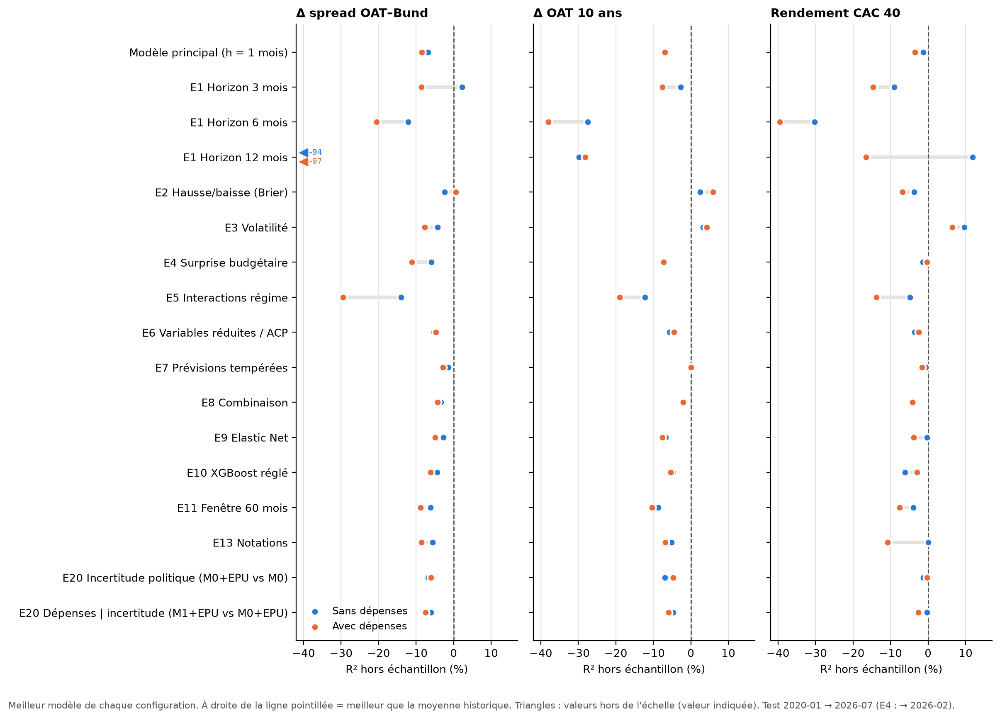 Δ spread OAT–Bund
Δ OAT 10 ans
Rendement CAC 40
Modèle principal (h = 1 mois)
E1 Horizon 3 mois
E1 Horizon 6 mois
E1 Horizon 12 mois
-94
-97
E2 Hausse/baisse (Brier)
E3 Volatilité
E4 Surprise budgétaire
E5 Interactions régime
E6 Variables réduites / ACP
E7 Prévisions tempérées
E8 Combinaison
E9 Elastic Net
E10 XGBoost réglé
E11 Fenêtre 60 mois
E13 Notations
E20 Incertitude politique (M0+EPU vs M0)
E20 Dépenses | incertitude (M1+EPU vs M0+EPU)
Sans dépenses
Avec dépenses
−40 −30 −20 −10 0 10
−40 −30 −20 −10 0 10
−40 −30 −20 −10 0 10
R² hors échantillon (%)
R² hors échantillon (%)
R² hors échantillon (%)
Meilleur modèle de chaque configuration. À droite de la ligne pointillée = meilleur que la moyenne historique. Triangles : valeurs hors de l'échelle (valeur indiquée). Test 2020-01 → 2026-07 (E4 : → 2026-02).